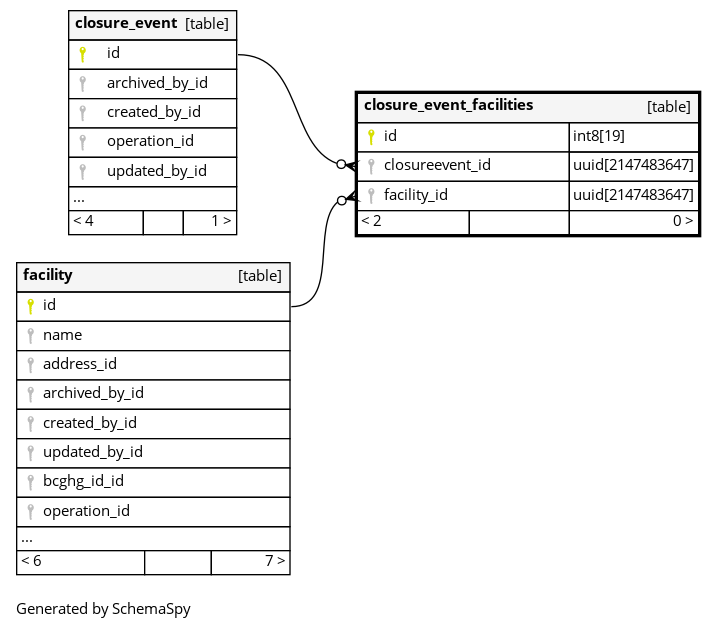 closure_event [table]
id
archived_by_id
created_by_id
operation_id
updated_by_id
...
< 4 1 >
closure_event_facilities [table]
id int8[19]
closureevent_id uuid[2147483647]
facility_id uuid[2147483647]
< 2 0 >
facility [table]
id
name
address_id
archived_by_id
created_by_id
updated_by_id
bcghg_id_id
operation_id
...
< 6 7 >
Generated by SchemaSpy